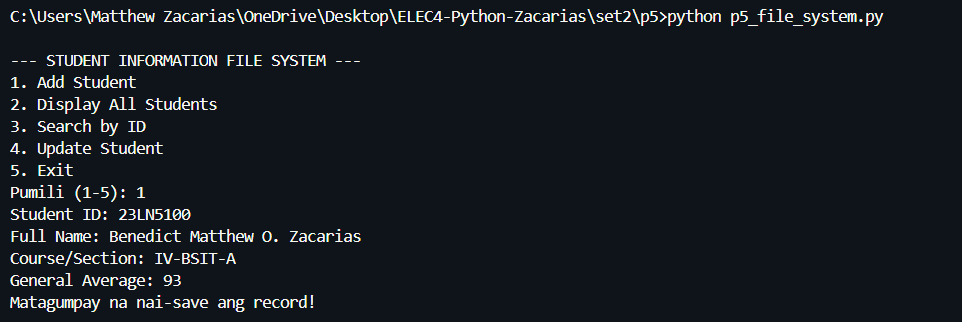 C:\Users\Matthew Zacarias\OneDrive\Desktop\ELEC4-Python-Zacarias\set2\p5>python p5_file_system.py
--- STUDENT INFORMATION FILE SYSTEM ---
1. Add Student
2. Display All Students
3. Search by ID
4. Update Student
5. Exit
Pumili (1-5): 1
Student ID: 23LN5100
Full Name: Benedict Matthew O. Zacarias
Course/Section: IV-BSIT-A
General Average: 93
Matagumpay na nai-save ang record!